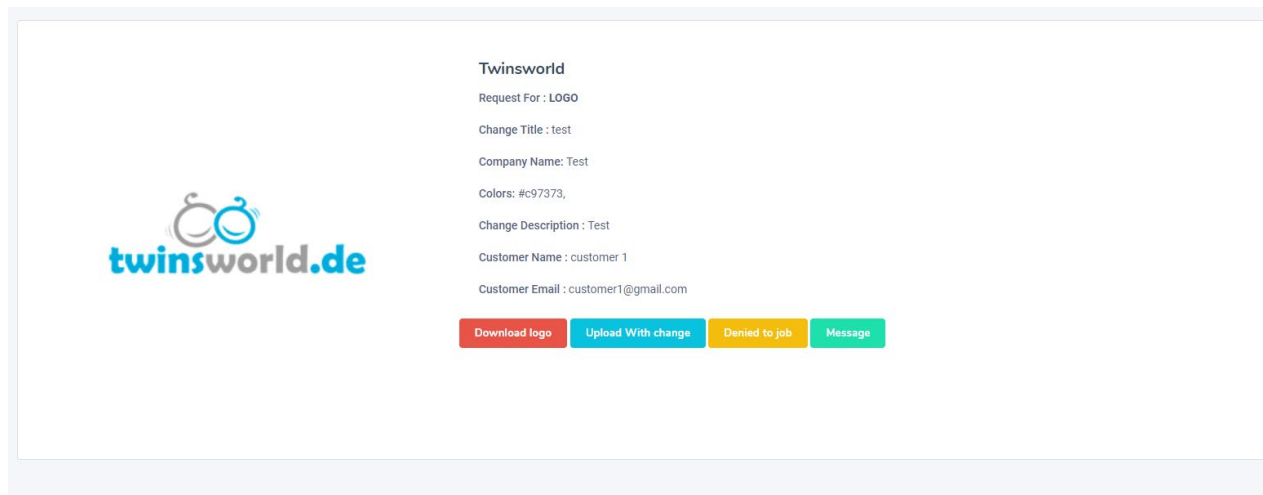 twinsworld.de
Twinsworld
Request For : LOGO
Change Title : test
Company Name: Test
Colors: #c97373,
Change Description : Test
Customer Name : customer 1
Customer Email : customer1@gmail.com
Download logo Upload With change Denied to job Message